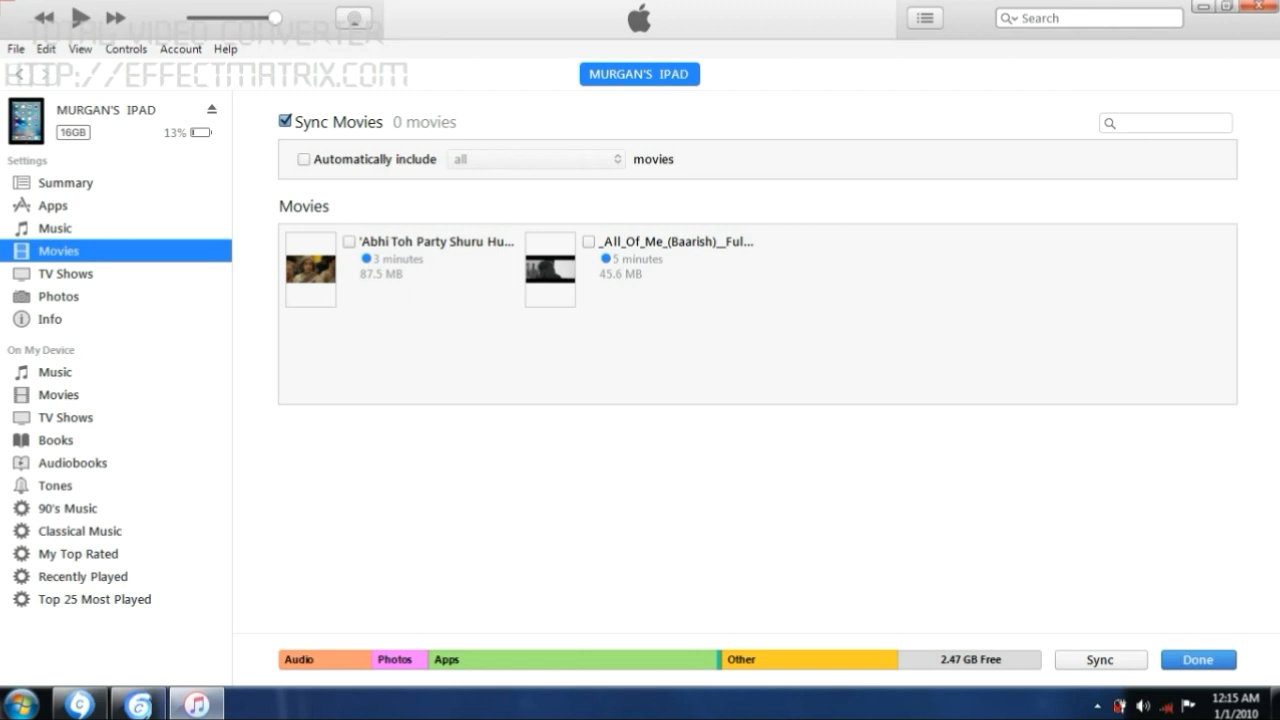 Search
TOTAL VIDEO CONVERTER
File Edit View Controls Account Help
HTTP://EFFECTMATRIX.COM
MURGAN'S IPAD
MURGAN'S IPAD
16GB 13%
Settings
Summary
Apps
Music
Movies
TV Shows
Photos
Info
On My Device
Music
Movies
TV Shows
Books
Audiobooks
Tones
90's Music
Classical Music
My Top Rated
Recently Played
Top 25 Most Played
Sync Movies 0 movies
Automatically include all movies
Movies
'Abhi Toh Party Shuru Hu...
3 minutes
87.5 MB
_All_Of_Me_(Baarish)__Ful...
5 minutes
45.6 MB
Audio Photos Apps Other 2.47 GB Free Sync Done
12:15 AM
1/1/2010